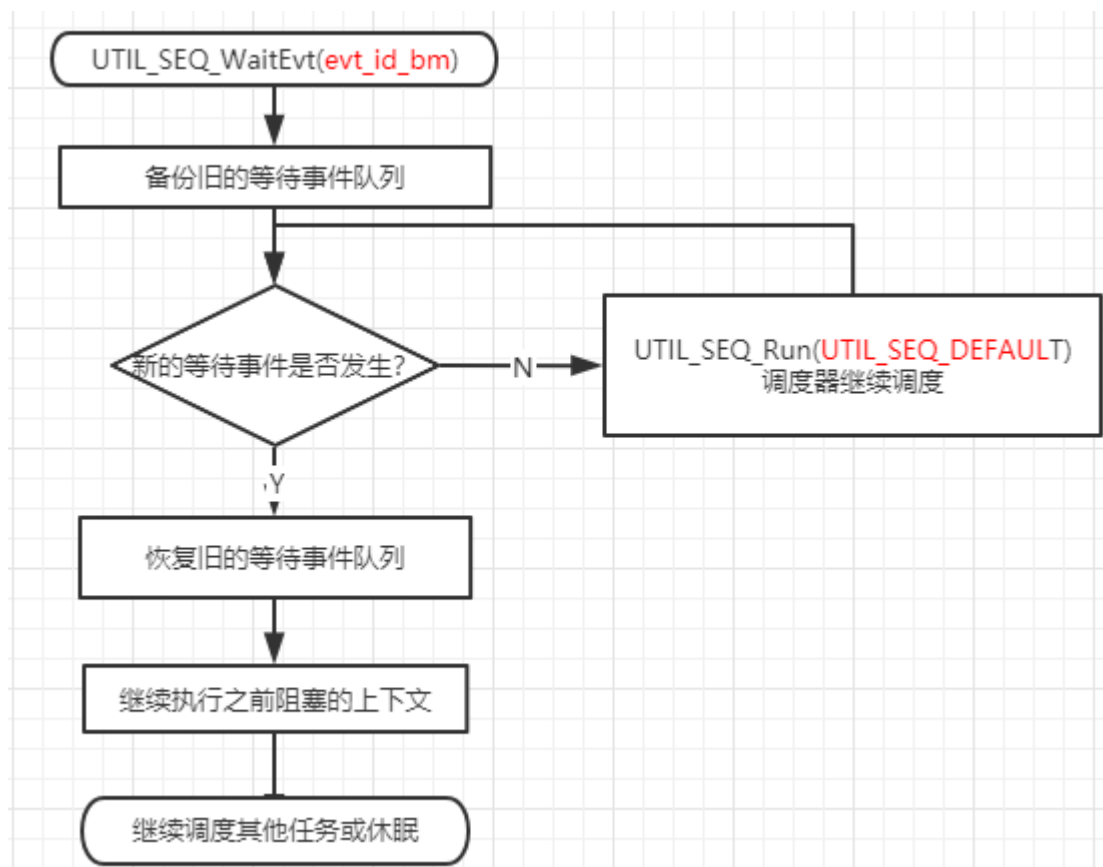 UTIL_SEQ_WaitEvt(evt_id_bm)
备份旧的等待事件队列
新的等待事件是否发生？
N
UTIL_SEQ_Run(UTIL_SEQ_DEFAULT)
调度器继续调度
Y
恢复旧的等待事件队列
继续执行之前阻塞的上下文
继续调度其他任务或休眠